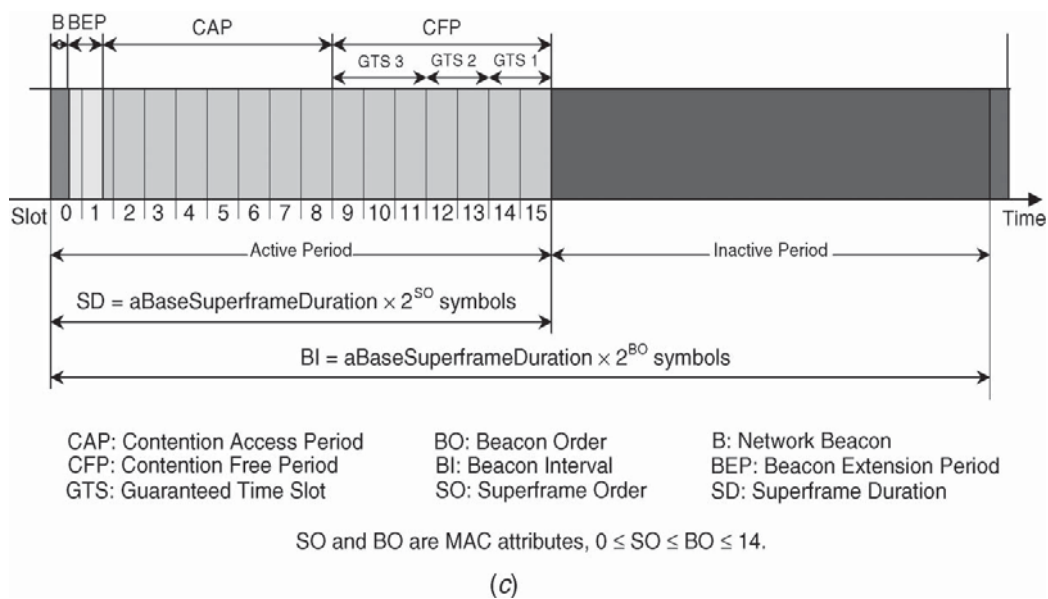 B BEP CAP CFP
GTS 3 GTS 2 GTS 1
Slot 0 1 2 3 4 5 6 7 8 9 10 11 12 13 14 15 Time
Active Period Inactive Period
SD = aBaseSuperframeDuration × 2^SO symbols
BI = aBaseSuperframeDuration × 2^BO symbols
CAP: Contention Access Period BO: Beacon Order B: Network Beacon
CFP: Contention Free Period BI: Beacon Interval BEP: Beacon Extension Period
GTS: Guaranteed Time Slot SO: Superframe Order SD: Superframe Duration
SO and BO are MAC attributes, 0 ≤ SO ≤ BO ≤ 14.
(c)